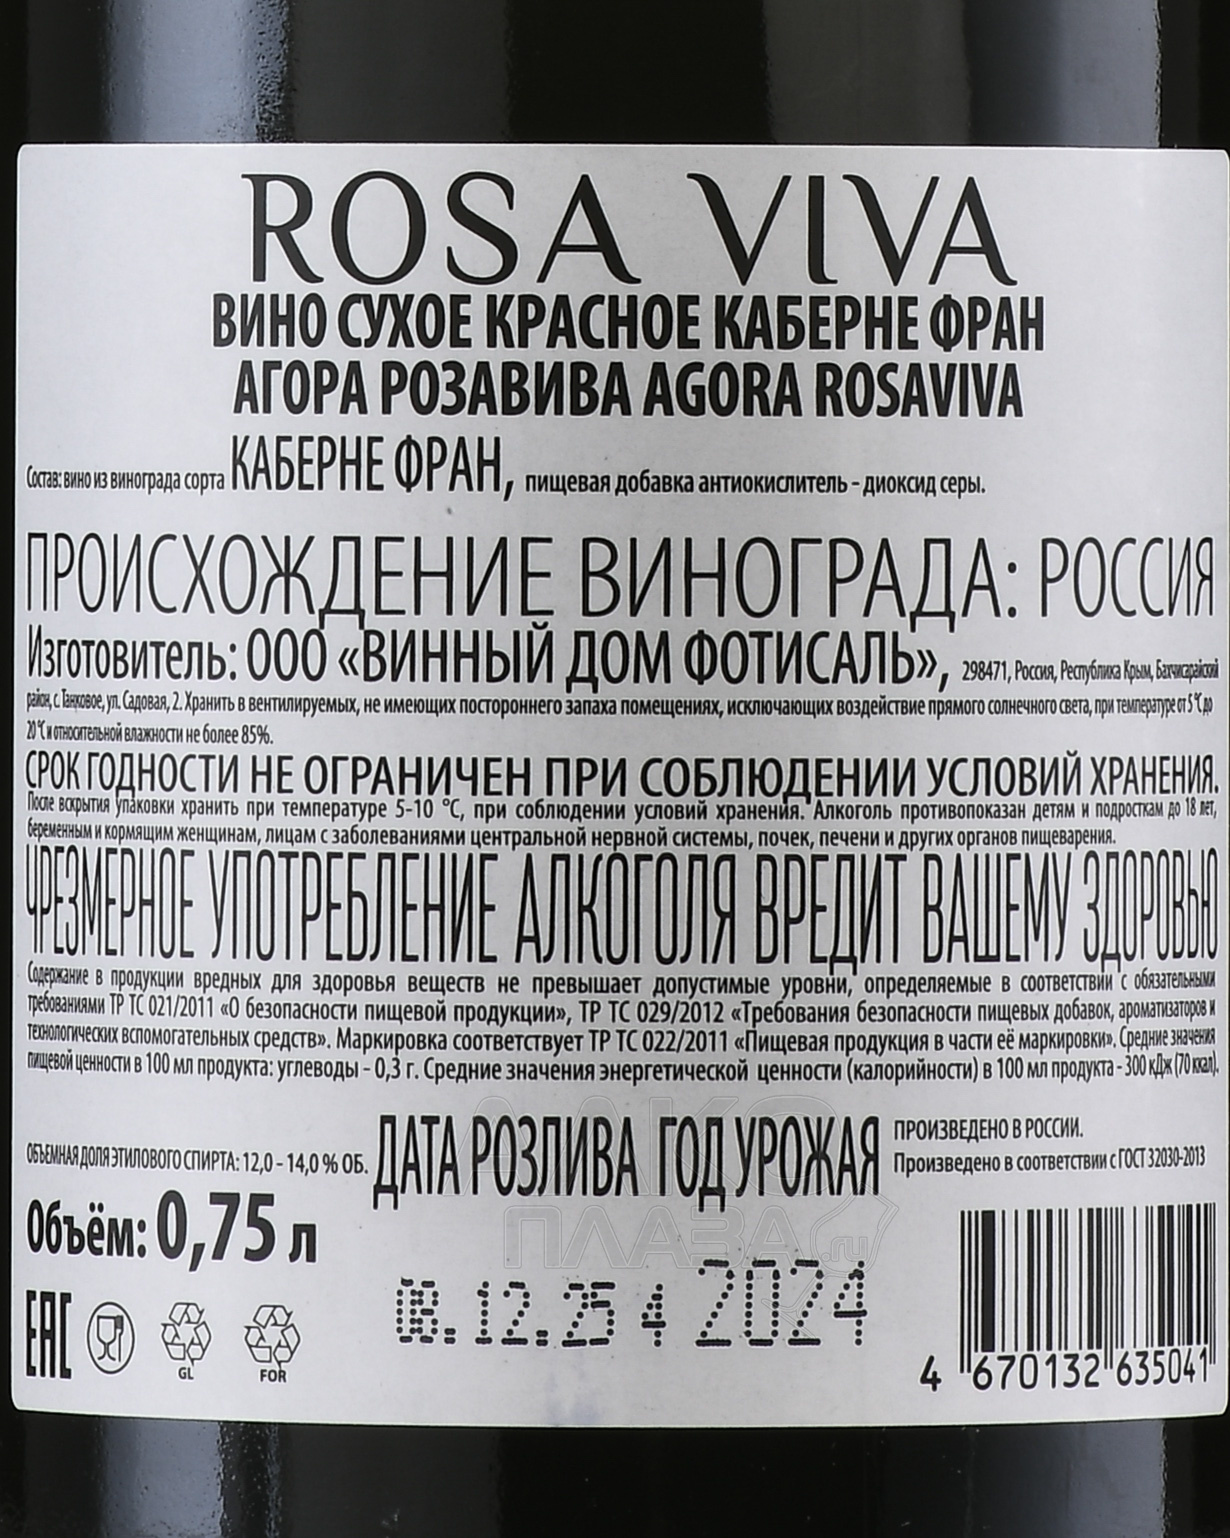 ROSA VIVA
ВИНО СУХОЕ КРАСНОЕ КАБЕРНЕ ФРАН
АГОРА РОЗАВИВА AGORA ROSAVIVA
Состав: вино из винограда сорта КАБЕРНЕ ФРАН, пищевая добавка антиокислитель - диоксид серы.
ПРОИСХОЖДЕНИЕ ВИНОГРАДА: РОССИЯ
Изготовитель: ООО «ВИННЫЙ ДОМ ФОТИСАЛЬ», 298471, Россия, Республика Крым, Бахчисарайский
район, с. Танковое, ул. Садовая, 2. Хранить в вентилируемых, не имеющих постороннего запаха помещениях, исключающих воздействие прямого солнечного света, при температуре от 5 °С до
20 °С и относительной влажности не более 85%.
СРОК ГОДНОСТИ НЕ ОГРАНИЧЕН ПРИ СОБЛЮДЕНИИ УСЛОВИЙ ХРАНЕНИЯ.
После вскрытия упаковки хранить при температуре 5-10 °С, при соблюдении условий хранения. Алкоголь противопоказан детям и подросткам до 18 лет,
беременным и кормящим женщинам, лицам с заболеваниями центральной нервной системы, почек, печени и других органов пищеварения.
ЧРЕЗМЕРНОЕ УПОТРЕБЛЕНИЕ АЛКОГОЛЯ ВРЕДИТ ВАШЕМУ ЗДОРОВЬЮ
Содержание в продукции вредных для здоровья веществ не превышает допустимые уровни, определяемые в соответствии с обязательными
требованиями ТР ТС 021/2011 «О безопасности пищевой продукции», ТР ТС 029/2012 «Требования безопасности пищевых добавок, ароматизаторов и
технологических вспомогательных средств». Маркировка соответствует ТР ТС 022/2011 «Пищевая продукция в части её маркировки». Средние значения
пищевой ценности в 100 мл продукта: углеводы - 0,3 г. Средние значения энергетической ценности (калорийности) в 100 мл продукта - 300 кДж (70 ккал).
ОБЪЕМНАЯ ДОЛЯ ЭТИЛОВОГО СПИРТА: 12,0 - 14,0 % ОБ.
ДАТА РОЗЛИВА ГОД УРОЖАЯ
ПРОИЗВЕДЕНО В РОССИИ.
Произведено в соответствии с ГОСТ 32030-2013
Объём: 0,75 л
АЛКО
ПЛАЗА.ru
08.12.25 4 2024
EAC
GL
FOR
4 670132 635041